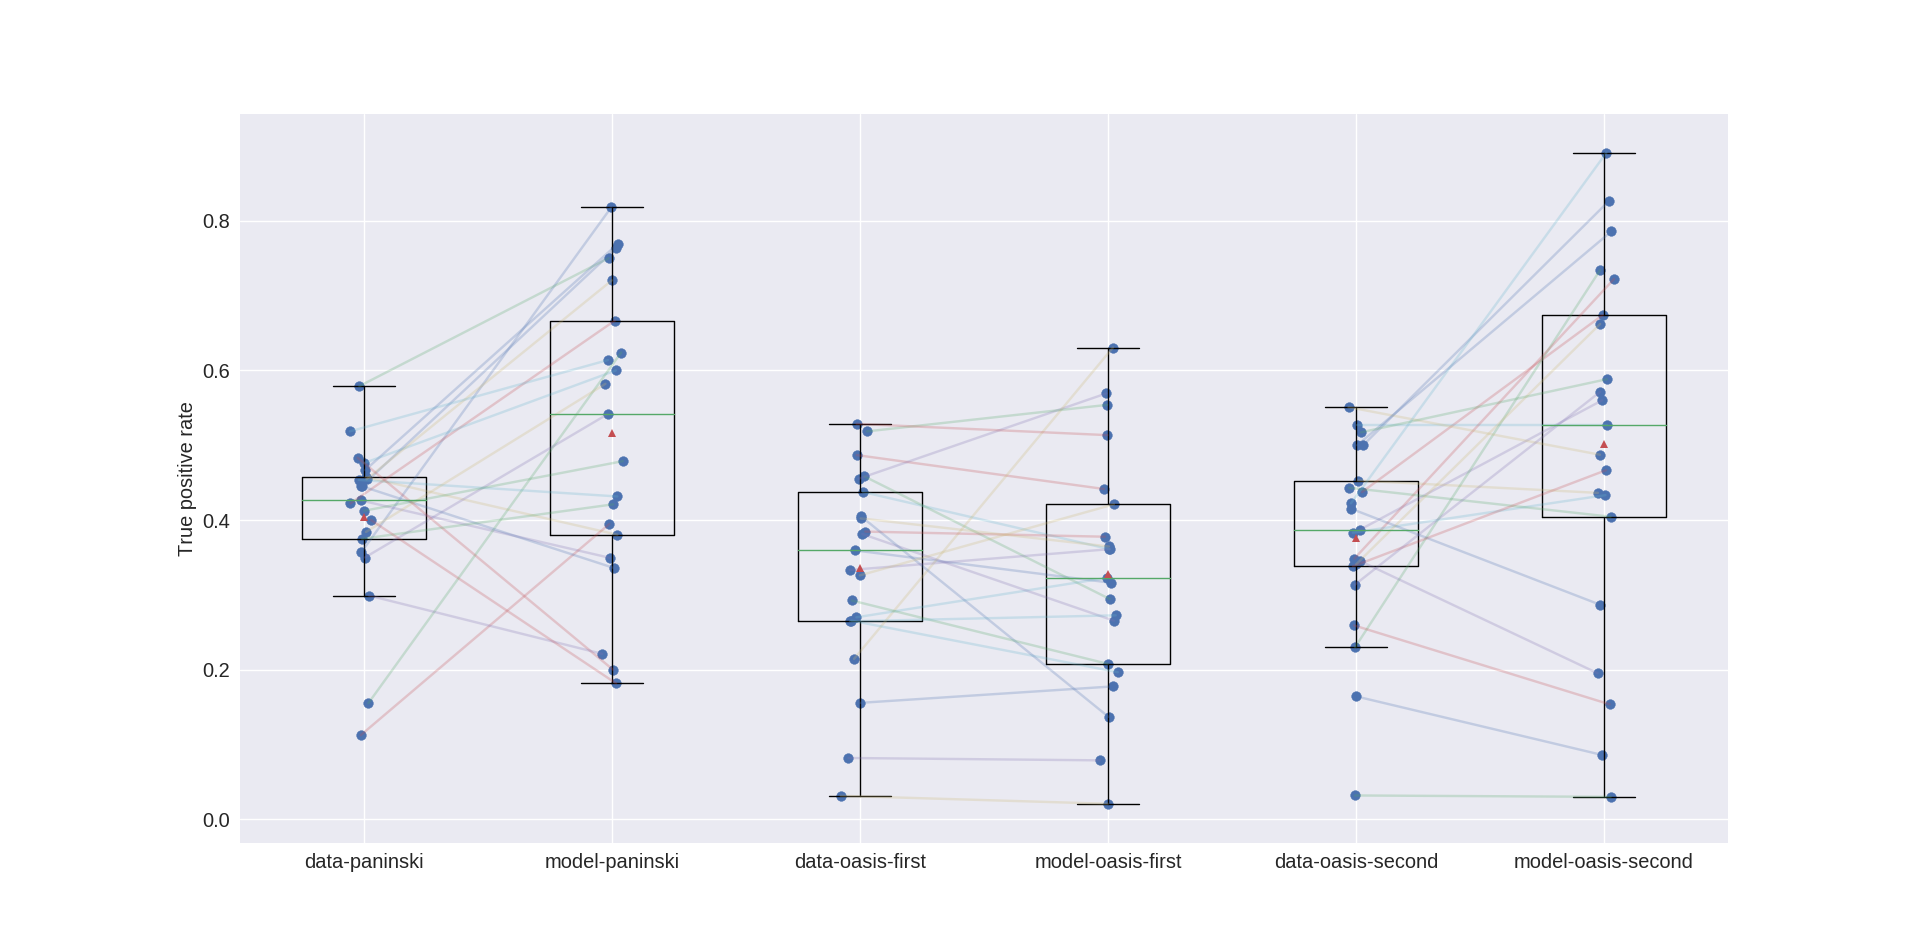 True positive rate
0.8
0.6
0.4
0.2
0.0
data-paninski model-paninski data-oasis-first model-oasis-first data-oasis-second model-oasis-second